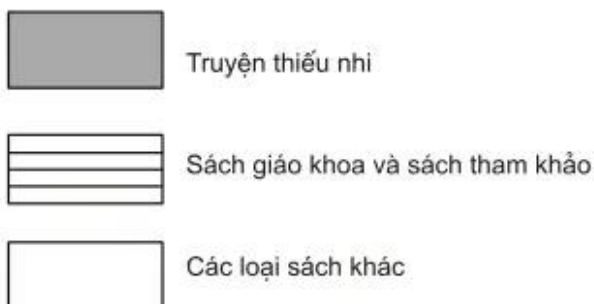 Truyện thiếu nhi
Sách giáo khoa và sách tham khảo
Các loại sách khác